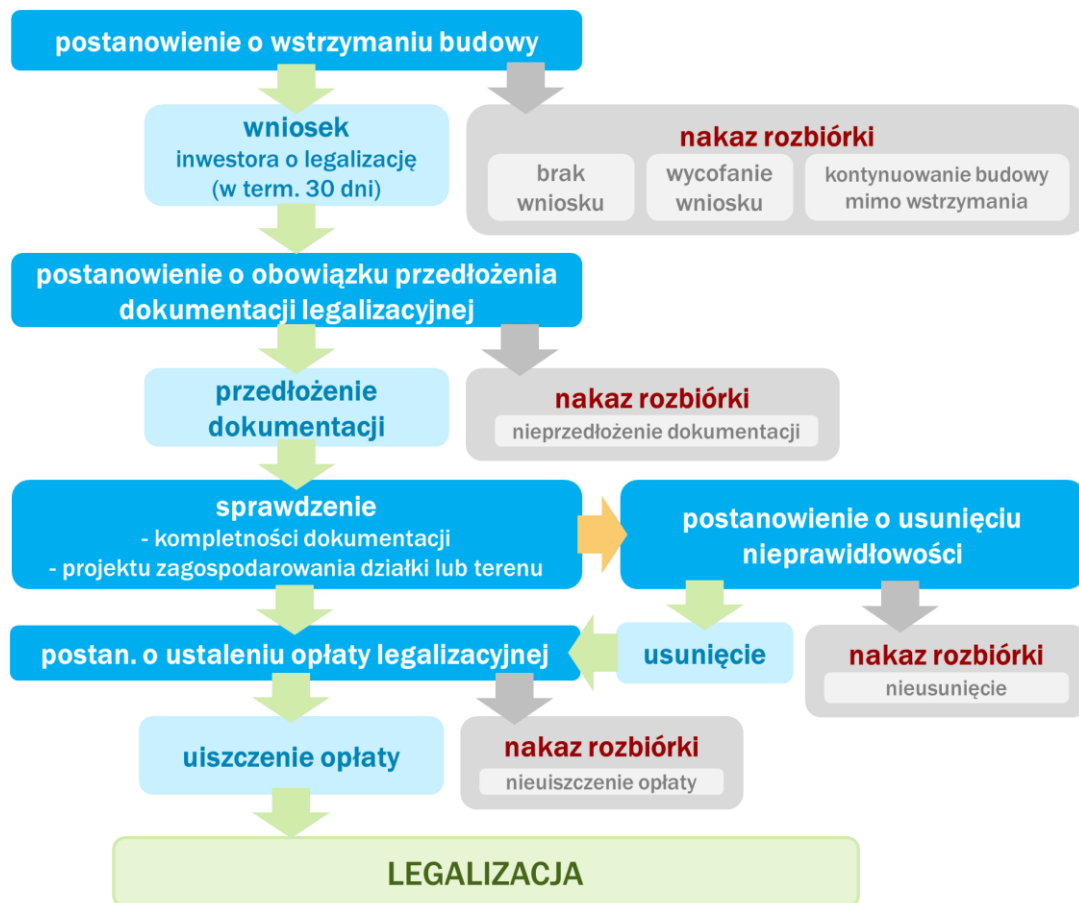 postanowienie o wstrzymaniu budowy
wniosek
inwestora o legalizację
(w term. 30 dni)
nakaz rozbiórki
brak
wniosku
wycofanie
wniosku
kontynuowanie budowy
mimo wstrzymania
postanowienie o obowiązku przedłożenia
dokumentacji legalizacyjnej
przedłożenie
dokumentacji
nakaz rozbiórki
nieprzedłożenie dokumentacji
sprawdzenie
- kompletności dokumentacji
- projektu zagospodarowania działki lub terenu
postanowienie o usunięciu
nieprawidłowości
postan. o ustaleniu opłaty legalizacyjnej
usunięcie
nakaz rozbiórki
nieusunięcie
uiszczenie opłaty
nakaz rozbiórki
nieuiszczenie opłaty
LEGALIZACJA